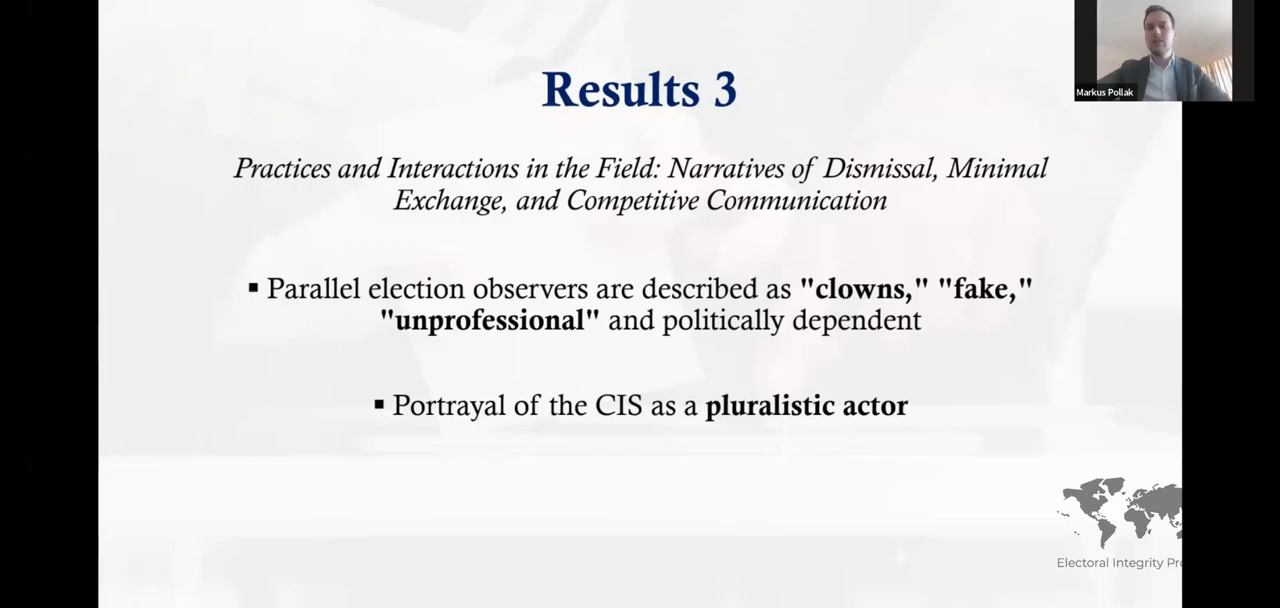 Results 3
Markus Pollak
Practices and Interactions in the Field: Narratives of Dismissal, Minimal
Exchange, and Competitive Communication
▪ Parallel election observers are described as "clowns," "fake,"
"unprofessional" and politically dependent
▪ Portrayal of the CIS as a pluralistic actor
Electoral Integrity Pro